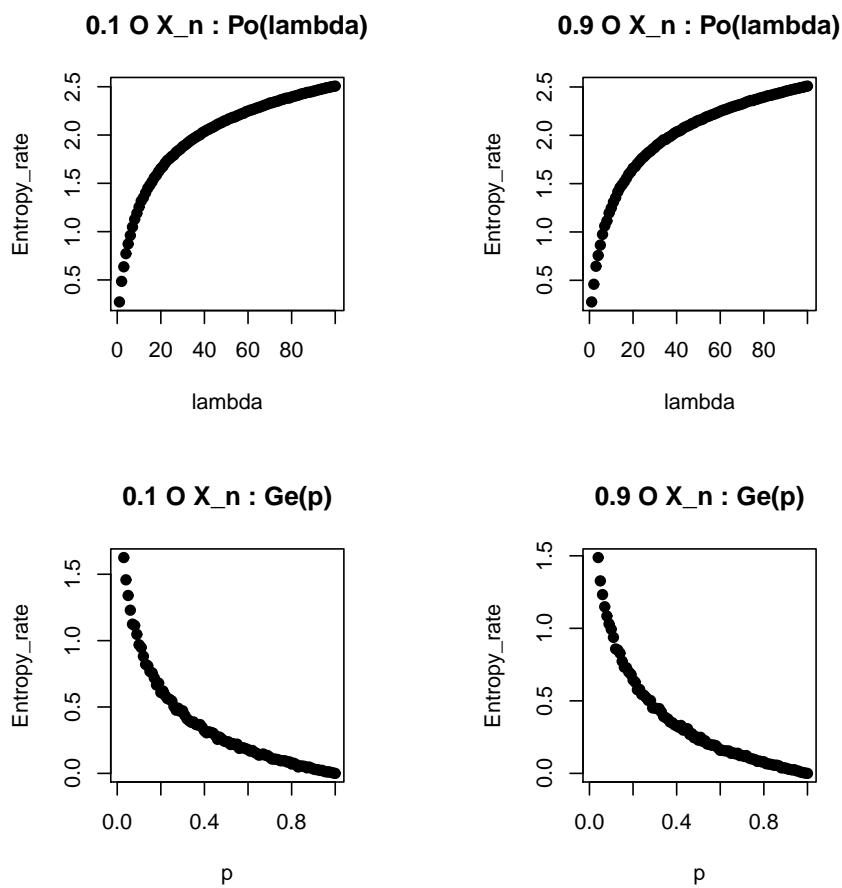 0.1 O X_n : Po(lambda)
Entropy_rate
0.5 1.0 1.5 2.0 2.5
0 20 40 60 80
lambda
0.9 O X_n : Po(lambda)
Entropy_rate
0.5 1.0 1.5 2.0 2.5
0 20 40 60 80
lambda
0.1 O X_n : Ge(p)
Entropy_rate
0.0 0.5 1.0 1.5
0.0 0.4 0.8
p
0.9 O X_n : Ge(p)
Entropy_rate
0.0 0.5 1.0 1.5
0.0 0.4 0.8
p